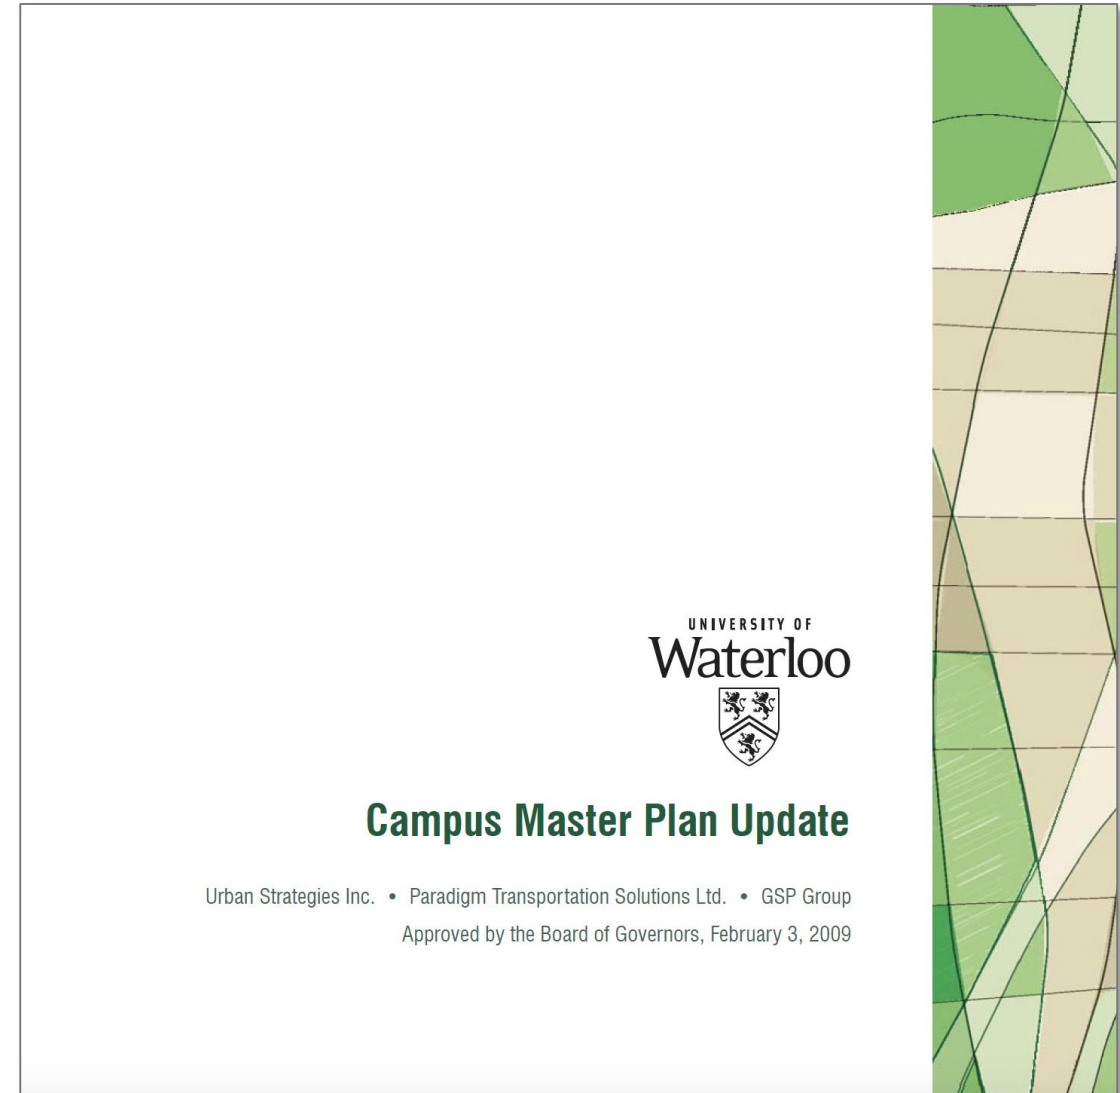 UNIVERSITY OF
Waterloo
Campus Master Plan Update
Urban Strategies Inc. • Paradigm Transportation Solutions Ltd. • GSP Group
Approved by the Board of Governors, February 3, 2009